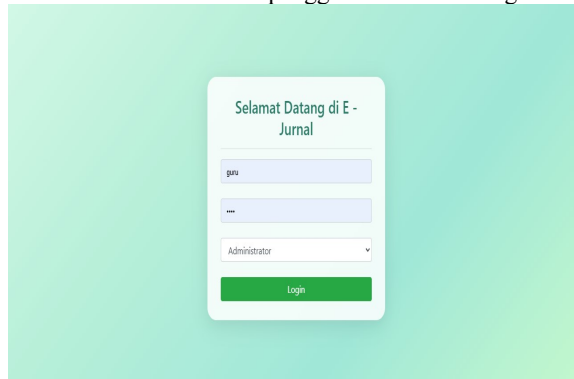 Selamat Datang di E -
Jurnal
guru
••••
Administrator
Login